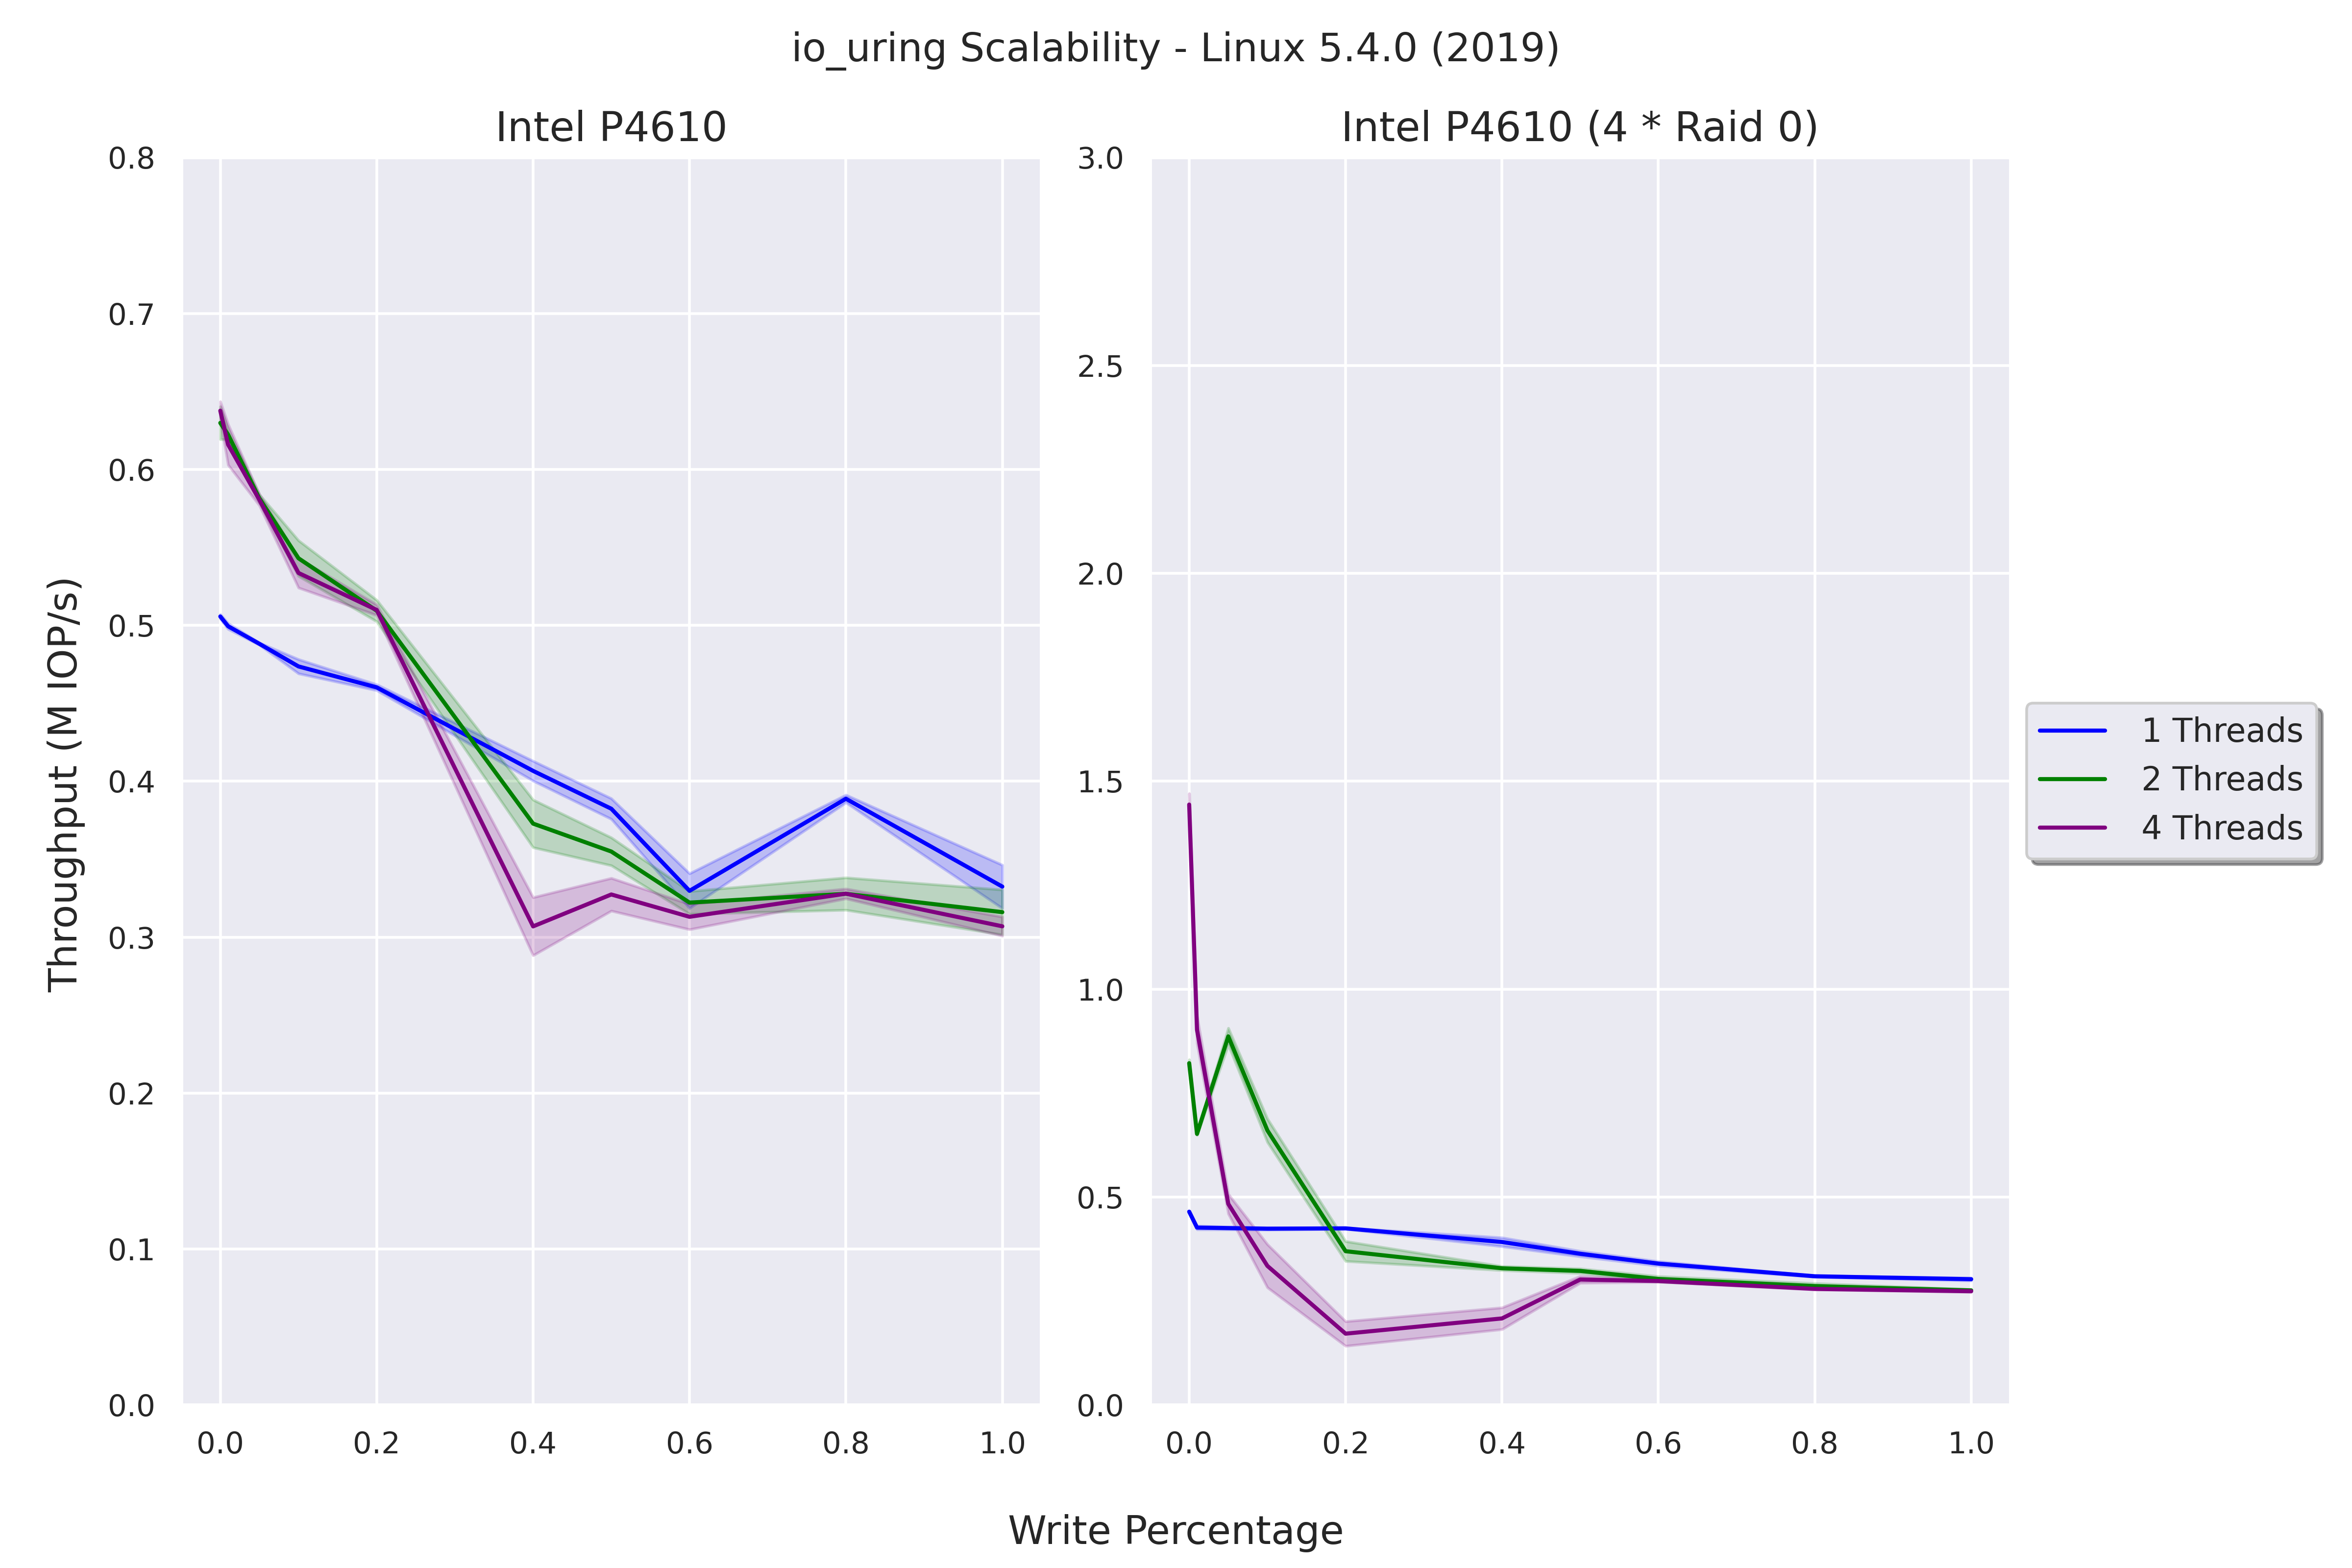 io_uring Scalability - Linux 5.4.0 (2019)
Intel P4610
Intel P4610 (4 * Raid 0)
Throughput (M IOP/s)
0.8
0.7
0.6
0.5
0.4
0.3
0.2
0.1
0.0
0.0 0.2 0.4 0.6 0.8 1.0
3.0
2.5
2.0
1.5
1.0
0.5
0.0
0.0 0.2 0.4 0.6 0.8 1.0
1 Threads
2 Threads
4 Threads
Write Percentage